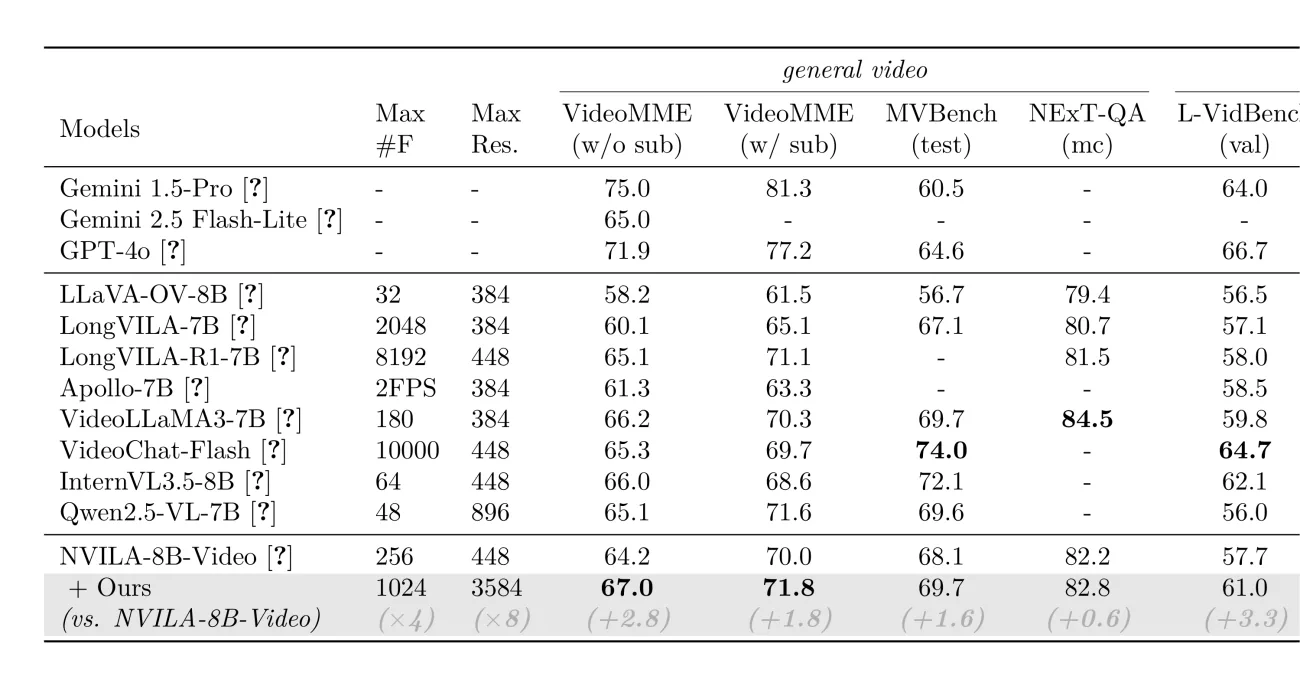 general video
Models Max #F Max Res. VideoMME (w/o sub) VideoMME (w/ sub) MVBench (test) NExT-QA (mc) L-VidBench (val)
Gemini 1.5-Pro [?] - - 75.0 81.3 60.5 - 64.0
Gemini 2.5 Flash-Lite [?] - - 65.0 - - - -
GPT-4o [?] - - 71.9 77.2 64.6 - 66.7
LLaVA-OV-8B [?] 32 384 58.2 61.5 56.7 79.4 56.5
LongVILA-7B [?] 2048 384 60.1 65.1 67.1 80.7 57.1
LongVILA-R1-7B [?] 8192 448 65.1 71.1 - 81.5 58.0
Apollo-7B [?] 2FPS 384 61.3 63.3 - - 58.5
VideoLLaMA3-7B [?] 180 384 66.2 70.3 69.7 84.5 59.8
VideoChat-Flash [?] 10000 448 65.3 69.7 74.0 - 64.7
InternVL3.5-8B [?] 64 448 66.0 68.6 72.1 - 62.1
Qwen2.5-VL-7B [?] 48 896 65.1 71.6 69.6 - 56.0
NVILA-8B-Video [?] 256 448 64.2 70.0 68.1 82.2 57.7
+ Ours 1024 3584 67.0 71.8 69.7 82.8 61.0
(vs. NVILA-8B-Video) (×4) (×8) (+2.8) (+1.8) (+1.6) (+0.6) (+3.3)